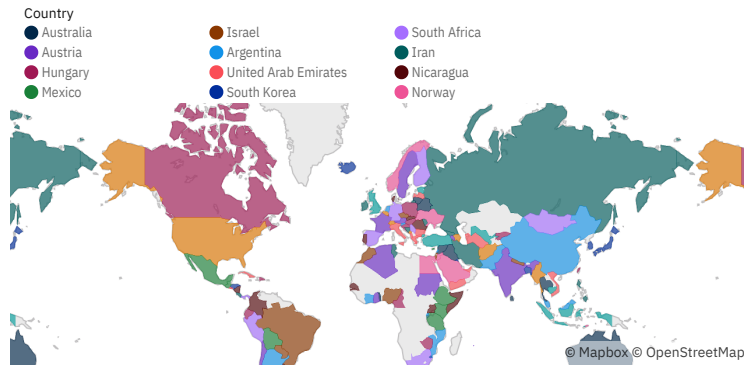 Country
Australia
Israel
South Africa
Austria
Argentina
Iran
Hungary
United Arab Emirates
Nicaragua
Mexico
South Korea
Norway
© Mapbox © OpenStreetMap